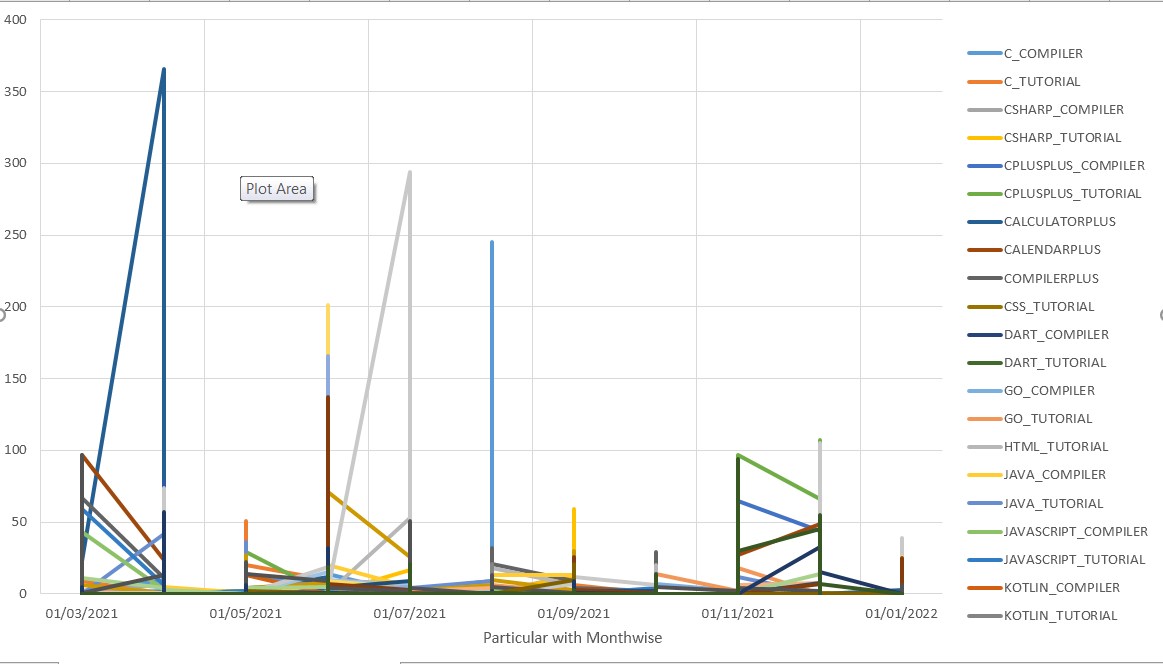 400
350
300
250
200
150
100
50
0
Plot Area
01/03/2021 01/05/2021 01/07/2021 01/09/2021 01/11/2021 01/01/2022
Particular with Monthwise
C_COMPILER
C_TUTORIAL
CSHARP_COMPILER
CSHARP_TUTORIAL
CPLUSPLUS_COMPILER
CPLUSPLUS_TUTORIAL
CALCULATORPLUS
CALENDARPLUS
COMPILERPLUS
CSS_TUTORIAL
DART_COMPILER
DART_TUTORIAL
GO_COMPILER
GO_TUTORIAL
HTML_TUTORIAL
JAVA_COMPILER
JAVA_TUTORIAL
JAVASCRIPT_COMPILER
JAVASCRIPT_TUTORIAL
KOTLIN_COMPILER
KOTLIN_TUTORIAL